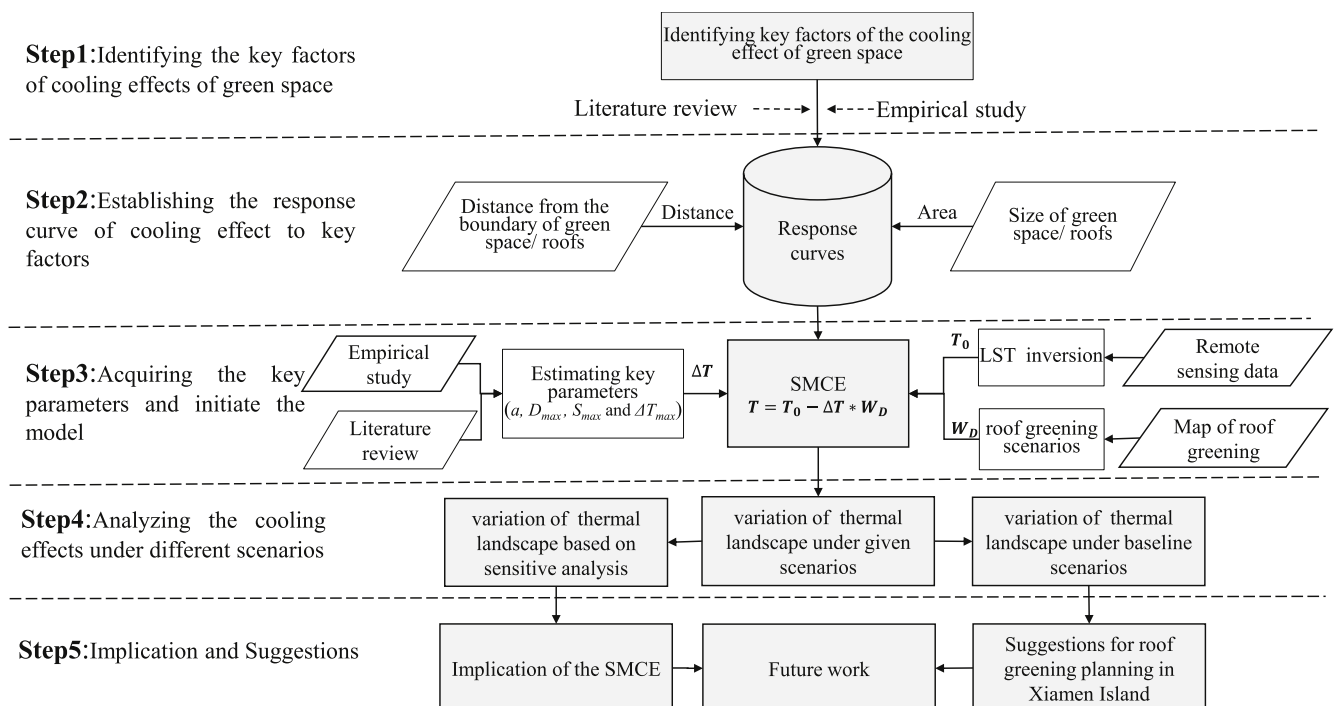 Step1:Identifying the key factors
of cooling effects of green space
Identifying key factors of the cooling
effect of green space
Literature review
Empirical study
Step2:Establishing the response
curve of cooling effect to key
factors
Distance from the
boundary of green
space/ roofs
Distance
Response
curves
Area
Size of green
space/ roofs
Step3:Acquiring the key
parameters and initiate the
model
Empirical
study
Literature
review
Estimating key
parameters
(a, D_max, S_max and ΔT_max)
ΔT
SMCE
T = T_0 − ΔT * W_D
T_0
LST inversion
Remote
sensing data
W_D
roof greening
scenarios
Map of roof
greening
Step4:Analyzing the cooling
effects under different scenarios
variation of thermal
landscape based on
sensitive analysis
variation of thermal
landscape under given
scenarios
variation of thermal
landscape under baseline
scenarios
Step5:Implication and Suggestions
Implication of the SMCE
Future work
Suggestions for roof
greening planning in
Xiamen Island